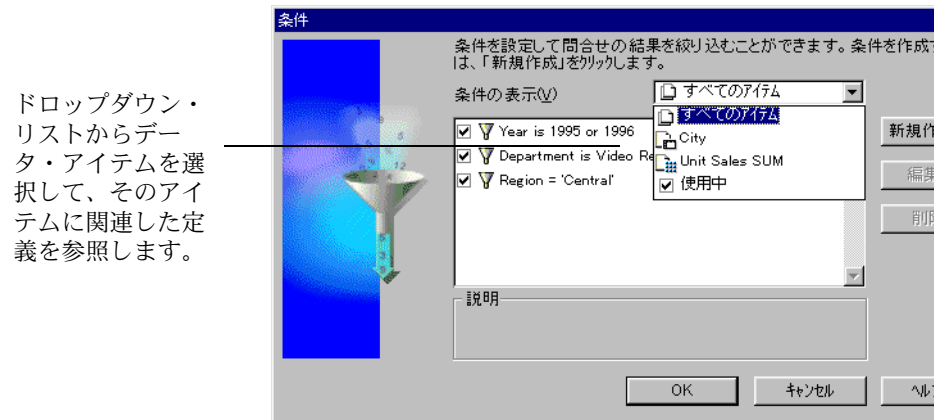 ドロップダウン・
リストからデー
タ・アイテムを選
択して、そのアイ
テムに関連した定
義を参照します。
条件
条件を設定して問合せの結果を絞り込むことができます。条件を作成す
は、「新規作成」をクリックします。
条件の表示(V)
すべてのアイテム
すべてのアイテム
City
Unit Sales SUM
使用中
Year is 1995 or 1996
Department is Video Re
Region = 'Central'
新規作
編集
削除
説明
OK
キャンセル
ヘル